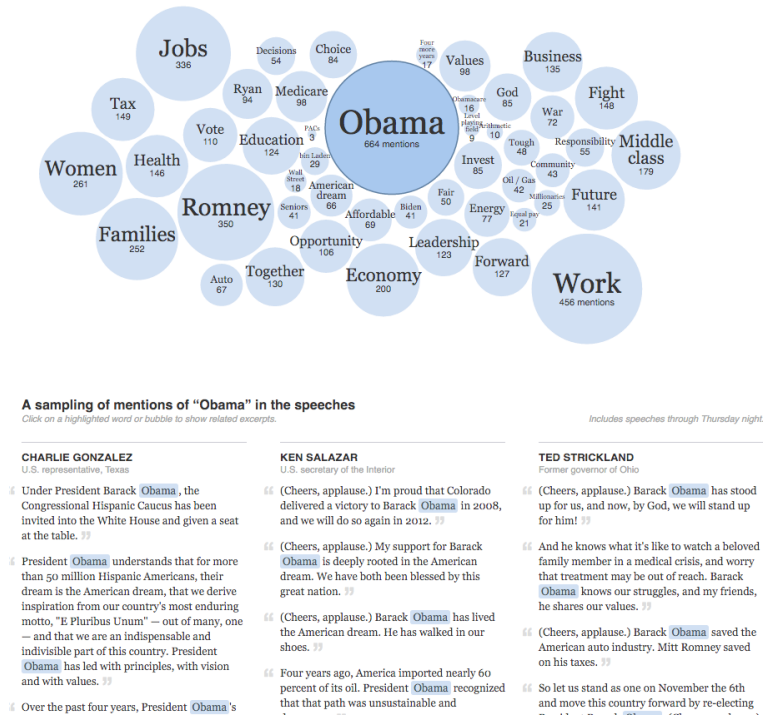 Jobs
336
Decisions
54
Choice
84
Four
more
years
17
Values
98
Business
135
Tax
149
Ryan
94
Medicare
98
Obama
664 mentions
Obamacare
16
God
85
Fight
148
War
72
Vote
110
Education
124
PACs
3
Level
playing
field
9
Arithmetic
10
Tough
48
Responsibility
55
Middle
class
179
Women
261
Health
146
bin Laden
29
Wall
Street
18
American
dream
66
Invest
85
Community
43
Oil / Gas
42
Millionaires
25
Future
141
Romney
350
Seniors
41
Affordable
69
Biden
41
Fair
50
Energy
77
Equal pay
21
Families
252
Opportunity
106
Leadership
123
Auto
67
Together
130
Economy
200
Forward
127
Work
456 mentions
A sampling of mentions of “Obama” in the speeches
Click on a highlighted word or bubble to show related excerpts.
Includes speeches through Thursday night.
CHARLIE GONZALEZ
U.S. representative, Texas
Under President Barack Obama, the
Congressional Hispanic Caucus has been
invited into the White House and given a seat
at the table.
President Obama understands that for more
than 50 million Hispanic Americans, their
dream is the American dream, that we derive
inspiration from our country's most enduring
motto, "E Pluribus Unum" — out of many, one
— and that we are an indispensable and
indivisible part of this country. President
Obama has led with principles, with vision
and with values.
Over the past four years, President Obama's
KEN SALAZAR
U.S. secretary of the Interior
(Cheers, applause.) I'm proud that Colorado
delivered a victory to Barack Obama in 2008,
and we will do so again in 2012.
(Cheers, applause.) My support for Barack
Obama is deeply rooted in the American
dream. We have both been blessed by this
great nation.
(Cheers, applause.) Barack Obama has lived
the American dream. He has walked in our
shoes.
Four years ago, America imported nearly 60
percent of its oil. President Obama recognized
that that path was unsustainable and
TED STRICKLAND
Former governor of Ohio
(Cheers, applause.) Barack Obama has stood
up for us, and now, by God, we will stand up
for him!
And he knows what it's like to watch a beloved
family member in a medical crisis, and worry
that treatment may be out of reach. Barack
Obama knows our struggles, and my friends,
he shares our values.
(Cheers, applause.) Barack Obama saved the
American auto industry. Mitt Romney saved
on his taxes.
So let us stand as one on November the 6th
and move this country forward by re-electing